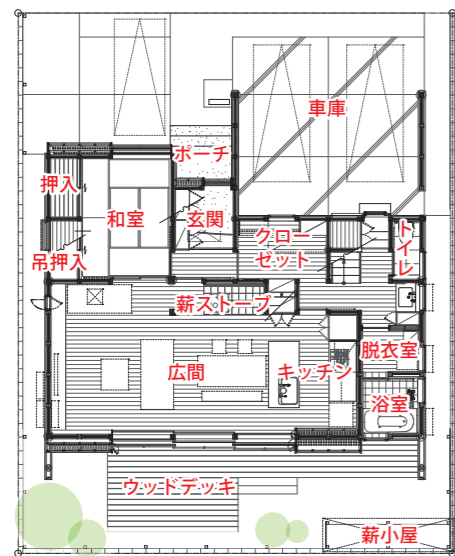 車庫
ポーチ
押入
和室
玄関
クロー
ゼット
トイレ
吊押入
薪ストーブ
脱衣室
広間
キッチン
浴室
ウッドデッキ
薪小屋